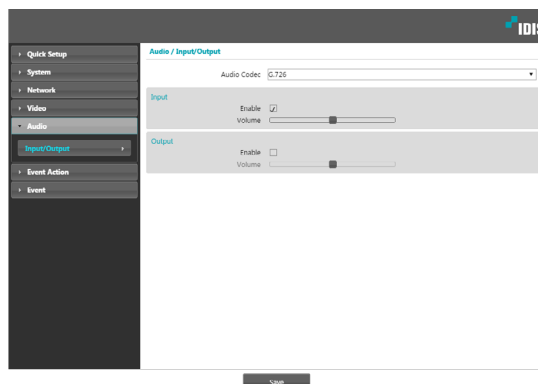 IDIS
Quick Setup
System
Network
Video
Audio
Input/Output
Event Action
Event
Audio / Input/Output
Audio Codec G.726
Input
Enable
Volume
Output
Enable
Volume
Save